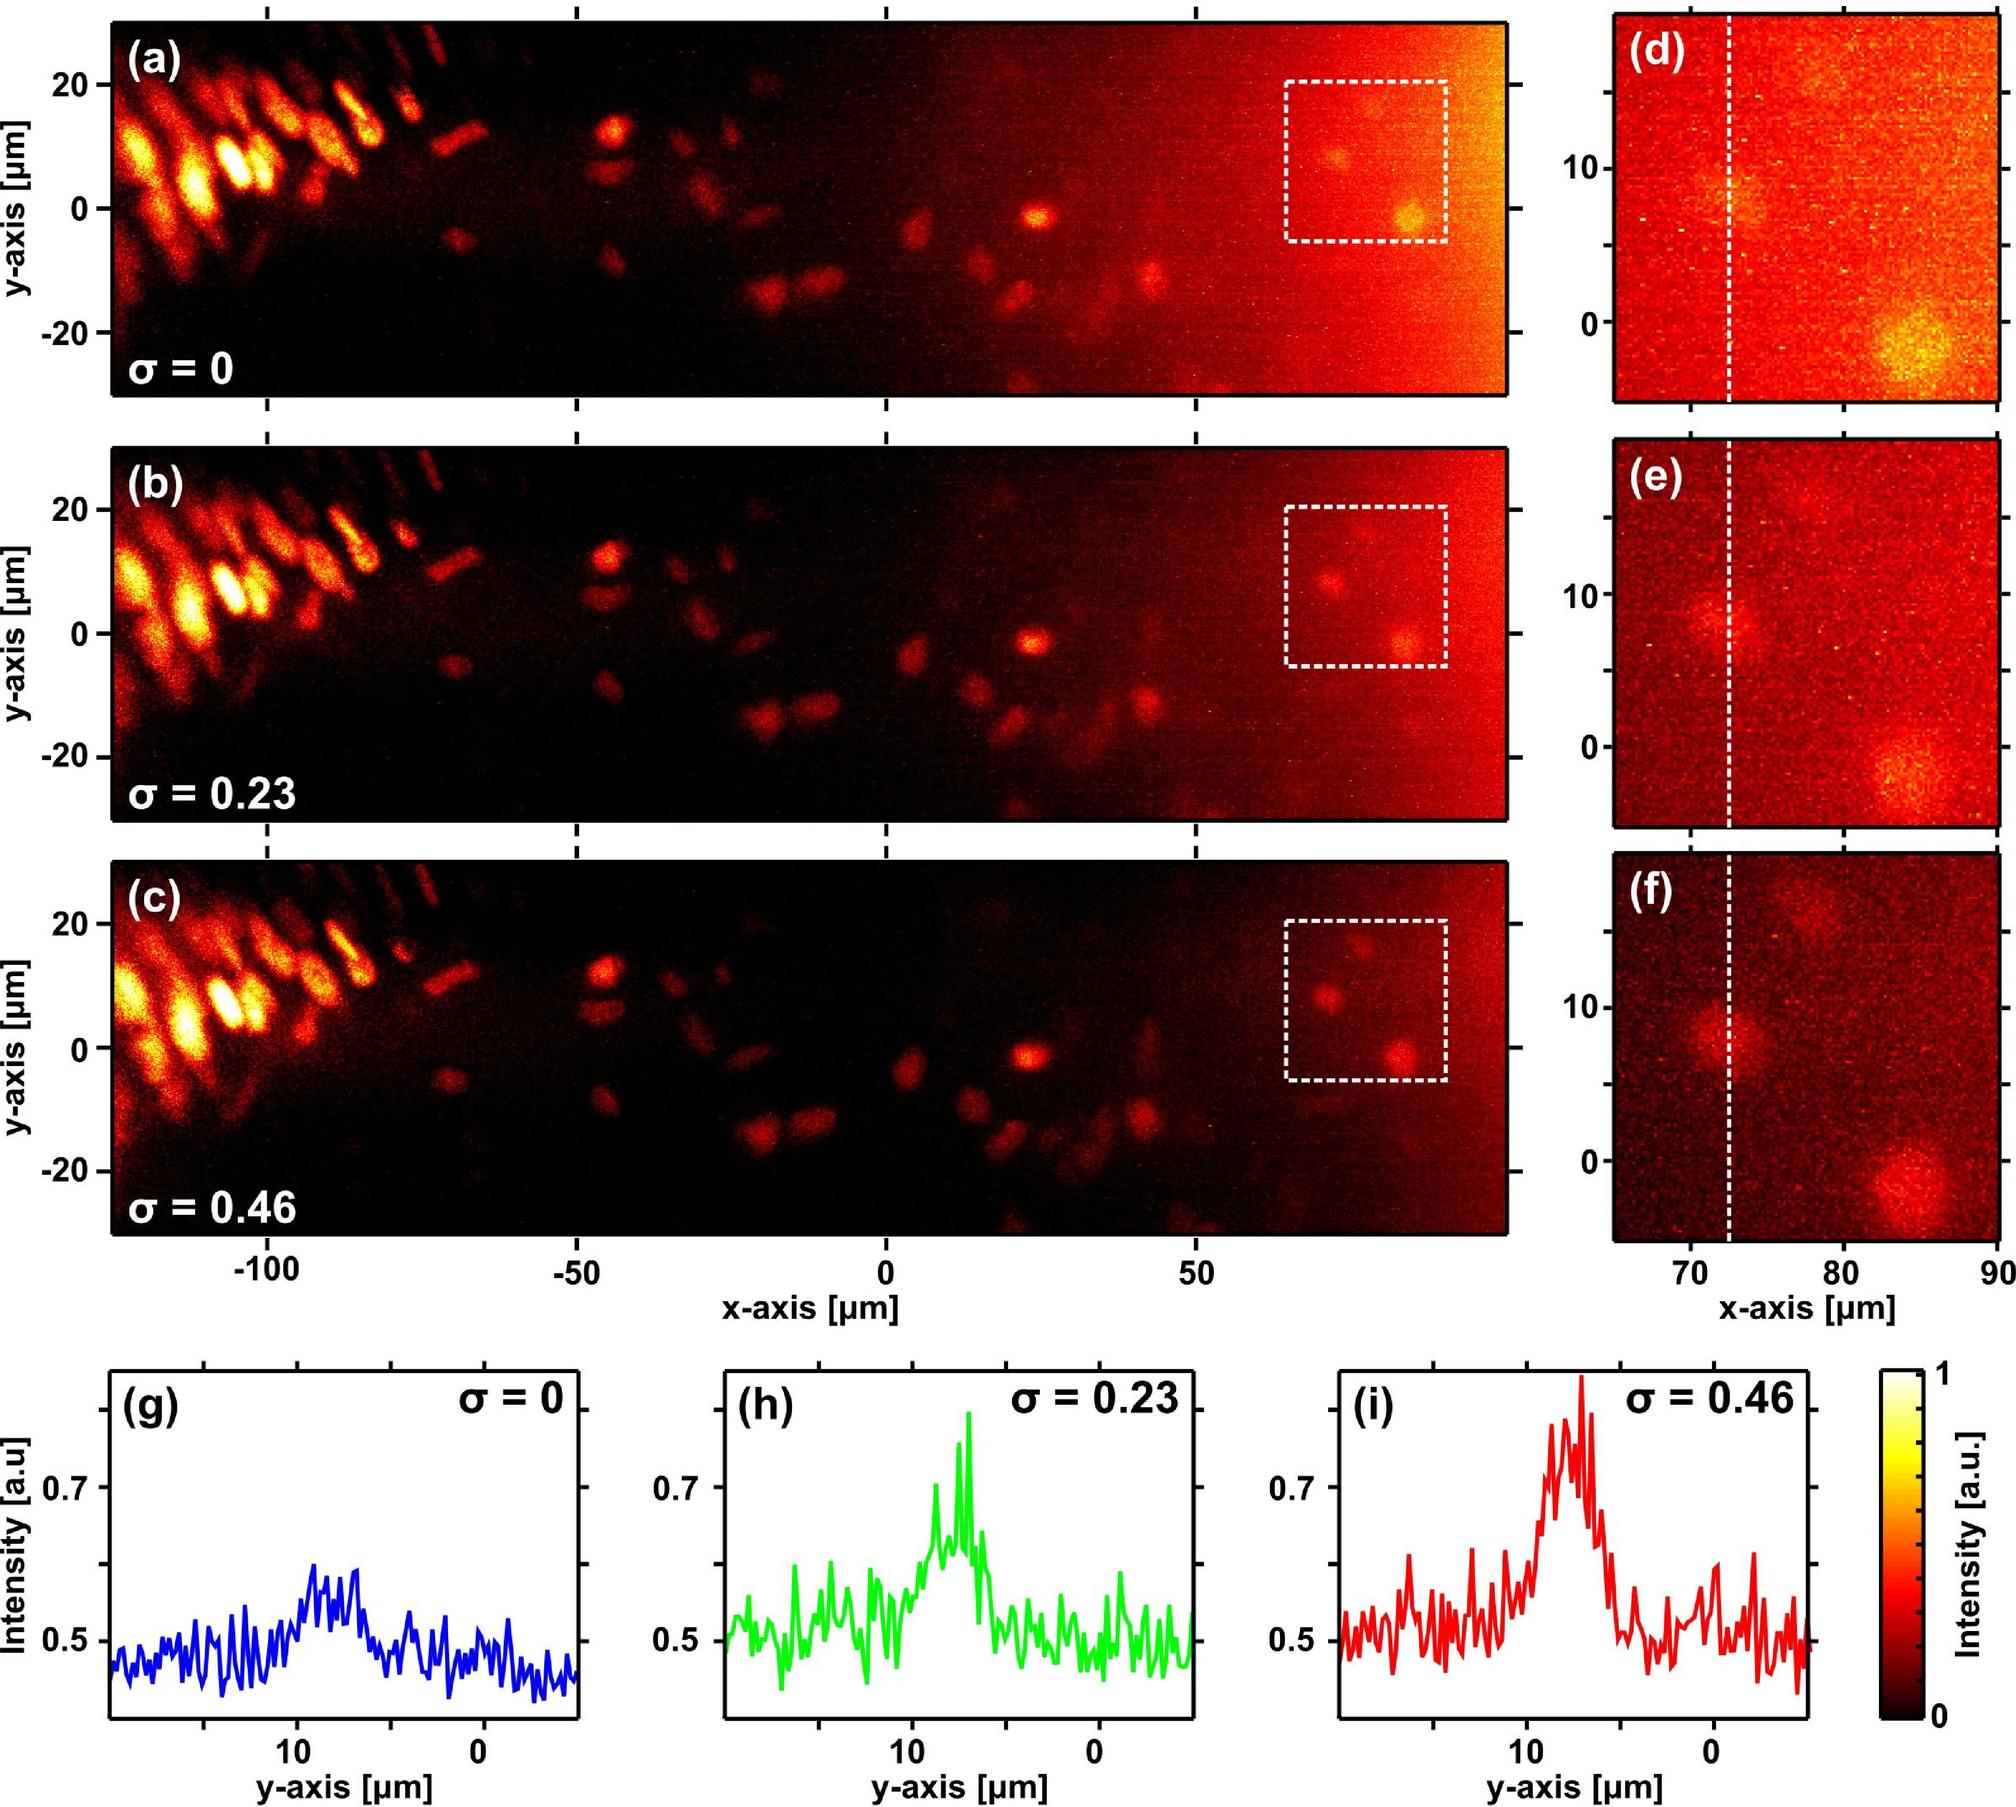 (a)
20
0
-20
y-axis [µm]
σ = 0
(d)
10
0
(b)
20
0
-20
y-axis [µm]
σ = 0.23
(e)
10
0
(c)
20
0
-20
y-axis [µm]
σ = 0.46
(f)
10
0
-100 -50 0 50
x-axis [µm]
70 80 90
x-axis [µm]
(g) σ = 0
0.7
0.5
Intensity [a.u]
10 0
y-axis [µm]
(h) σ = 0.23
0.7
0.5
10 0
y-axis [µm]
(i) σ = 0.46
0.7
0.5
10 0
y-axis [µm]
1
0
Intensity [a.u.]